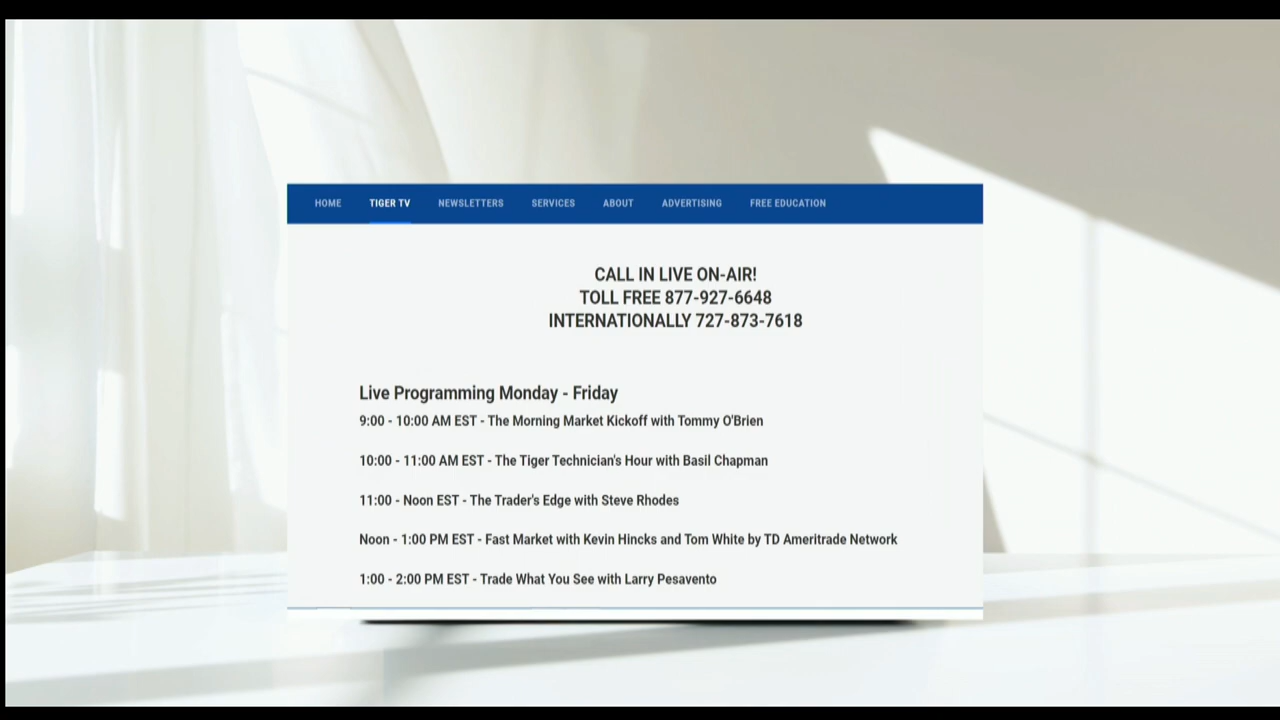 HOME TIGER TV NEWSLETTERS SERVICES ABOUT ADVERTISING FREE EDUCATION
CALL IN LIVE ON-AIR!
TOLL FREE 877-927-6648
INTERNATIONALLY 727-873-7618
Live Programming Monday - Friday
9:00 - 10:00 AM EST - The Morning Market Kickoff with Tommy O'Brien
10:00 - 11:00 AM EST - The Tiger Technician's Hour with Basil Chapman
11:00 - Noon EST - The Trader's Edge with Steve Rhodes
Noon - 1:00 PM EST - Fast Market with Kevin Hincks and Tom White by TD Ameritrade Network
1:00 - 2:00 PM EST - Trade What You See with Larry Pesavento